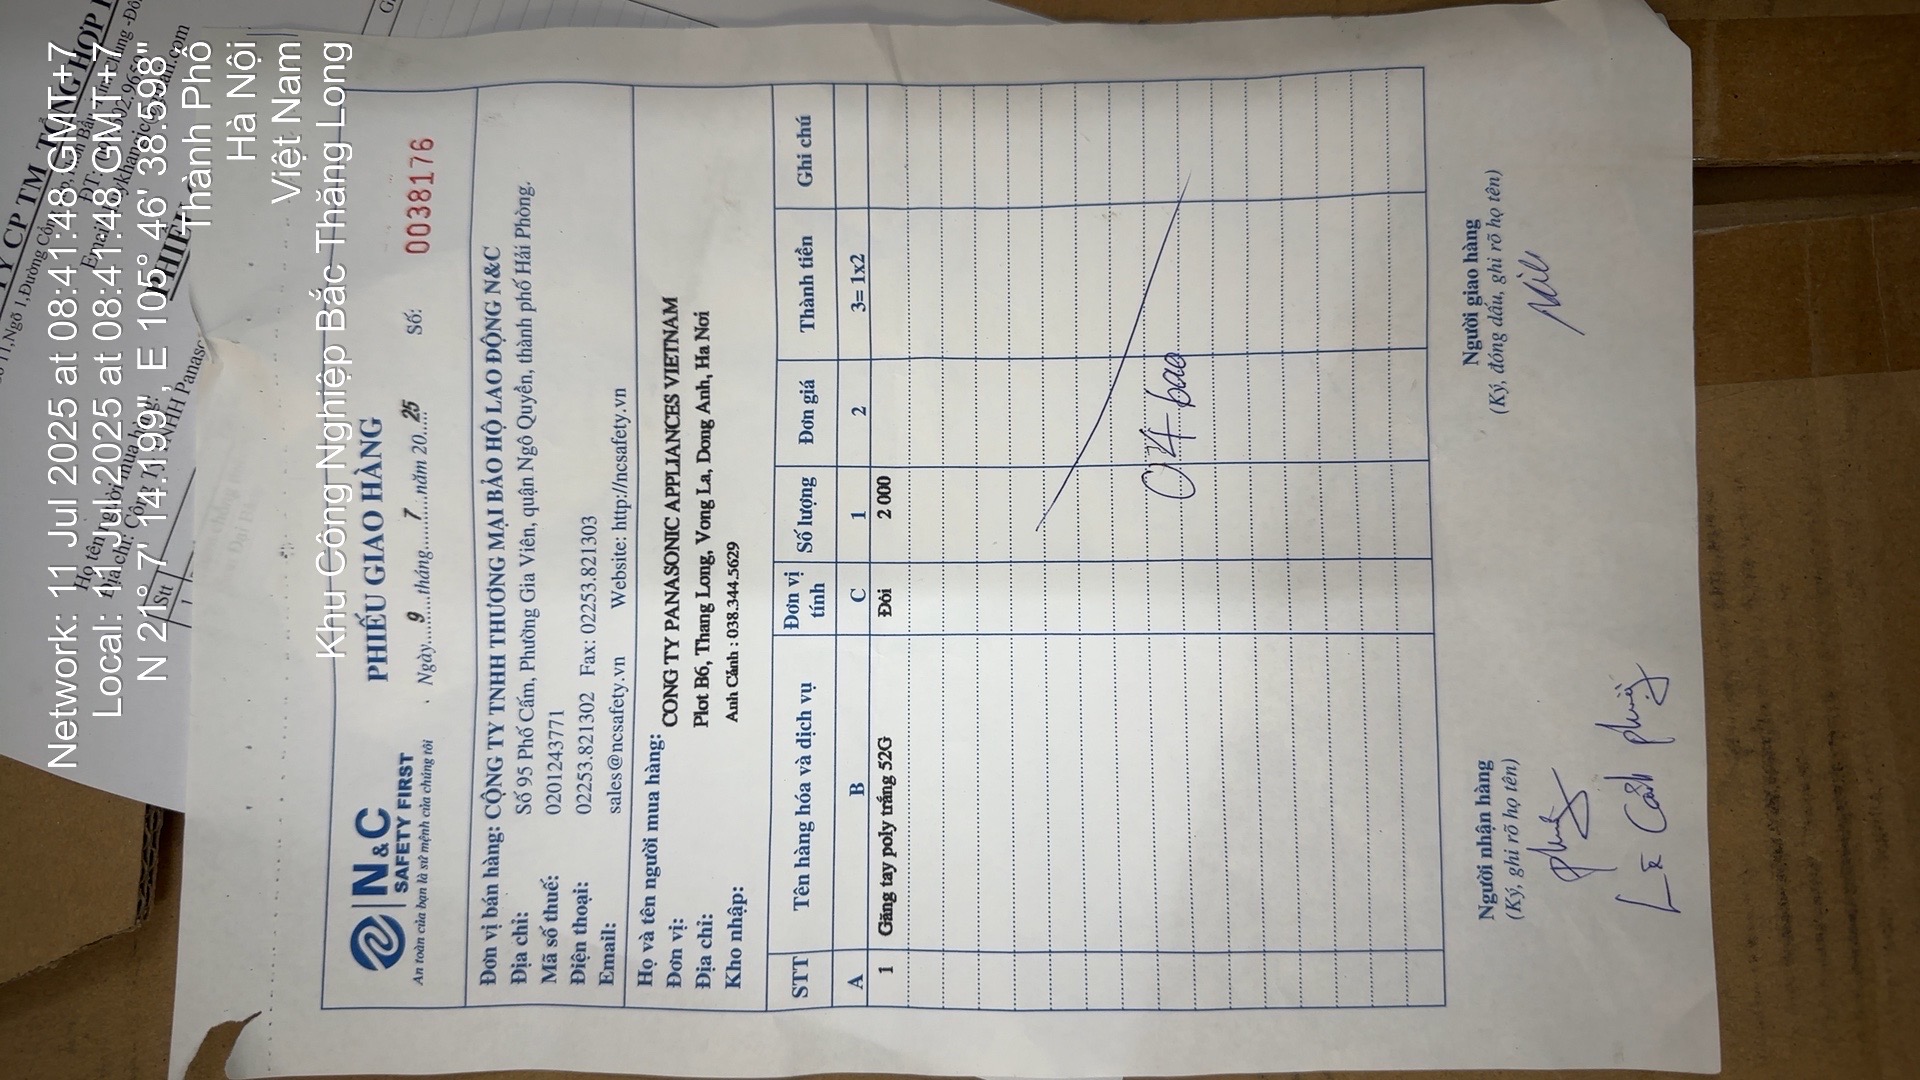 Network: 11 Jul 2025 at 08:41:48 GMT+7
Local: 11 Jul 2025 at 08:41:48 GMT+7
N 21° 7' 14.199", E 105° 46' 38.598"
Thành Phố
Hà Nội
Việt Nam
Khu Công Nghiệp Bắc Thăng Long
N&C
SAFETY FIRST
An toàn của bạn là sứ mệnh của chúng tôi
PHIẾU GIAO HÀNG
Ngày 9 tháng 7 năm 2025 Số: 0038176
Đơn vị bán hàng: CÔNG TY TNHH THƯƠNG MẠI BẢO HỘ LAO ĐỘNG N&C
Địa chỉ: Số 95 Phố Cấm, Phường Gia Viên, quận Ngô Quyền, thành phố Hải Phòng.
Mã số thuế: 0201243771
Điện thoại: 02253.821302 Fax: 02253.821303
Email: sales@ncsafety.vn Website: http://ncsafety.vn
Họ và tên người mua hàng:
Đơn vị: CONG TY PANASONIC APPLIANCES VIETNAM
Địa chỉ: Plot B6, Thang Long, Vong La, Dong Anh, Ha Noi
Kho nhập: Anh Cảnh : 038.344.5629
STT Tên hàng hóa và dịch vụ Đơn vị tính Số lượng Đơn giá Thành tiền Ghi chú
A B C 1 2 3= 1x2
1 Găng tay poly trắng 52G Đôi 2 000
04 bao
Người nhận hàng Người giao hàng
(Ký, ghi rõ họ tên) (Ký, đóng dấu, ghi rõ họ tên)